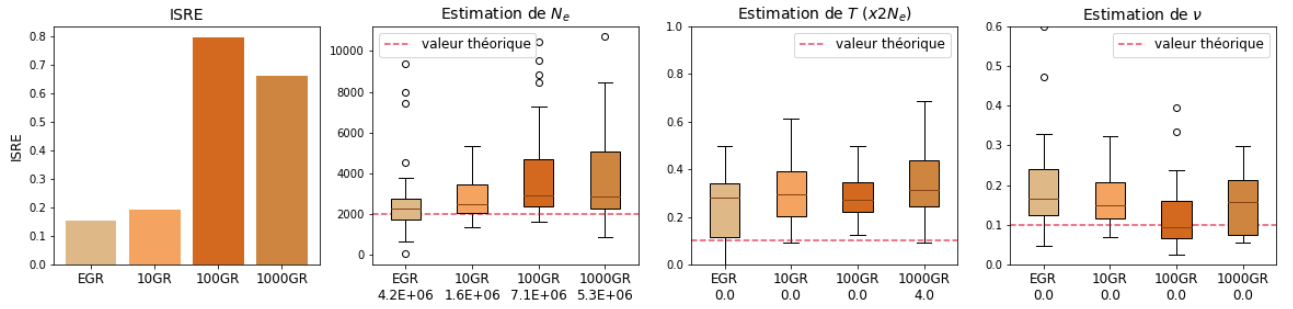 ISRE
ISRE
0.8
0.7
0.6
0.5
0.4
0.3
0.2
0.1
0.0
EGR 10GR 100GR 1000GR
Estimation de Nₑ
valeur théorique
10000
8000
6000
4000
2000
0
EGR 10GR 100GR 1000GR
4.2E+06 1.6E+06 7.1E+06 5.3E+06
Estimation de T (x2Nₑ)
valeur théorique
1.0
0.8
0.6
0.4
0.2
0.0
EGR 10GR 100GR 1000GR
0.0 0.0 0.0 4.0
Estimation de ν
valeur théorique
0.6
0.5
0.4
0.3
0.2
0.1
0.0
EGR 10GR 100GR 1000GR
0.0 0.0 0.0 0.0